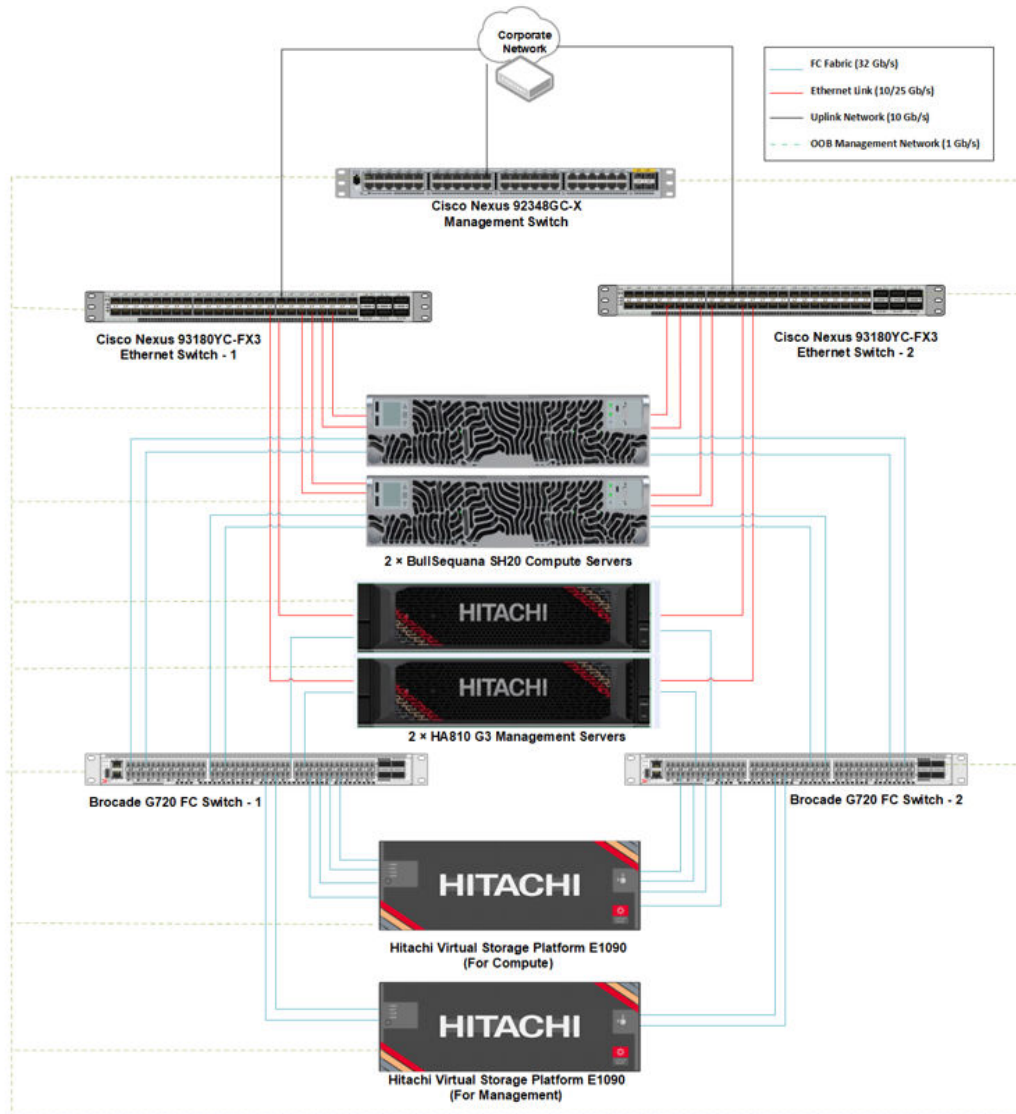 Corporate
Network
FC Fabric (32 Gb/s)
Ethernet Link (10/25 Gb/s)
Uplink Network (10 Gb/s)
OOB Management Network (1 Gb/s)
Cisco Nexus 92348GC-X
Management Switch
Cisco Nexus 93180YC-FX3
Ethernet Switch - 1
Cisco Nexus 93180YC-FX3
Ethernet Switch - 2
2 × BullSequana SH20 Compute Servers
HITACHI
HITACHI
2 × HA810 G3 Management Servers
Brocade G720 FC Switch - 1
Brocade G720 FC Switch - 2
HITACHI
Hitachi Virtual Storage Platform E1090
(For Compute)
HITACHI
Hitachi Virtual Storage Platform E1090
(For Management)